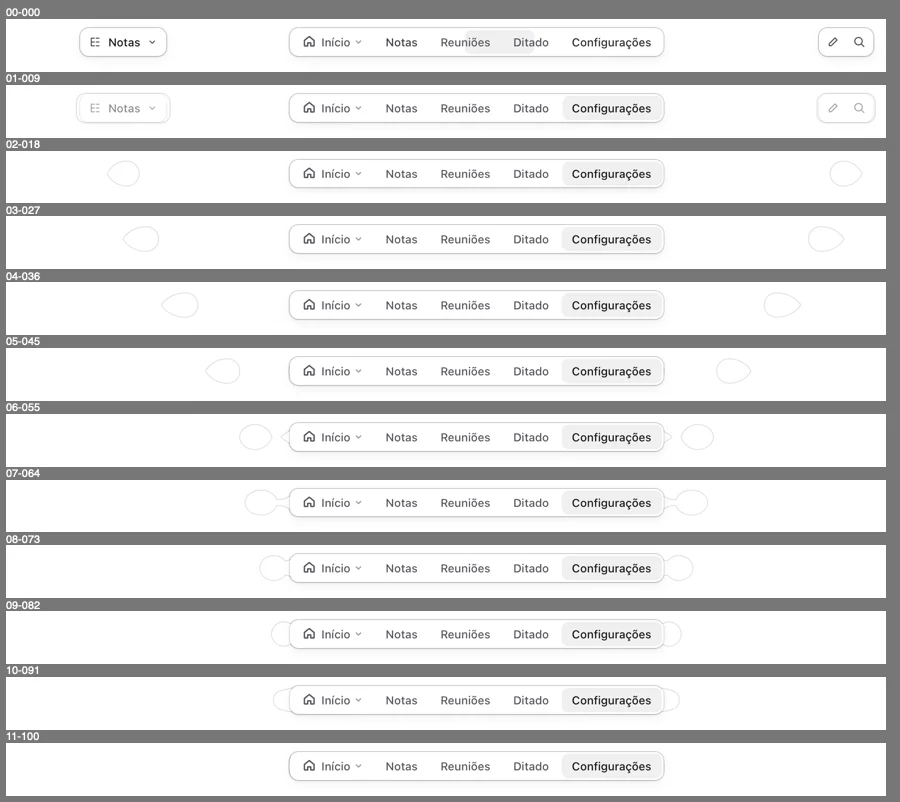 00-000
Notas Início Notas Reuniões Ditado Configurações
01-009
Notas Início Notas Reuniões Ditado Configurações
02-018
Início Notas Reuniões Ditado Configurações
03-027
Início Notas Reuniões Ditado Configurações
04-036
Início Notas Reuniões Ditado Configurações
05-045
Início Notas Reuniões Ditado Configurações
06-055
Início Notas Reuniões Ditado Configurações
07-064
Início Notas Reuniões Ditado Configurações
08-073
Início Notas Reuniões Ditado Configurações
09-082
Início Notas Reuniões Ditado Configurações
10-091
Início Notas Reuniões Ditado Configurações
11-100
Início Notas Reuniões Ditado Configurações